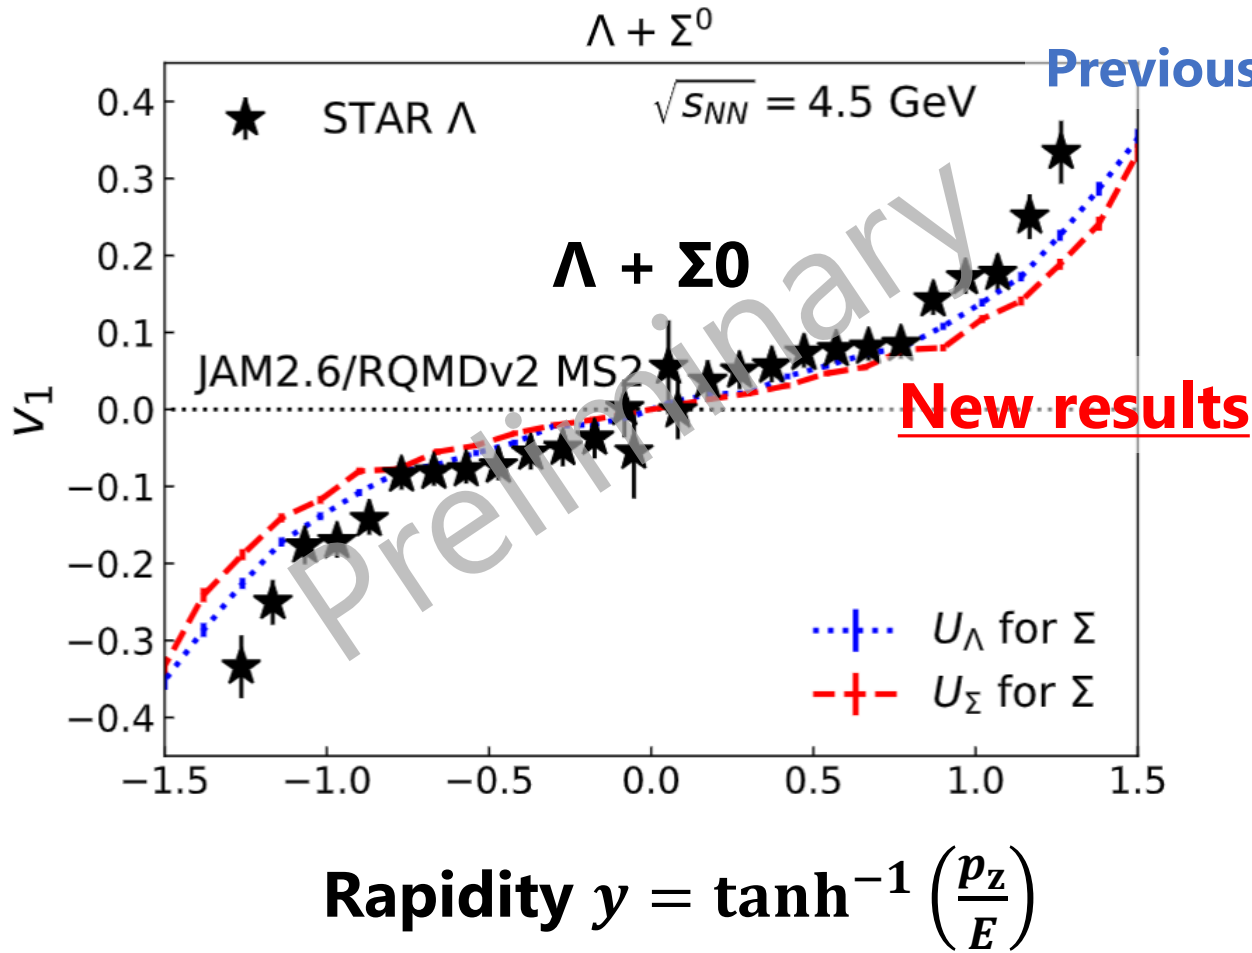 Λ + Σ⁰
Previous
√sNN = 4.5 GeV
STAR Λ
0.4
0.3
0.2
0.1
0.0
−0.1
−0.2
−0.3
−0.4
v₁
Λ + Σ0
JAM2.6/RQMDv2 MS2
New results
Preliminary
U_Λ for Σ
U_Σ for Σ
−1.5 −1.0 −0.5 0.0 0.5 1.0 1.5
Rapidity y = tanh⁻¹ (p_z/E)